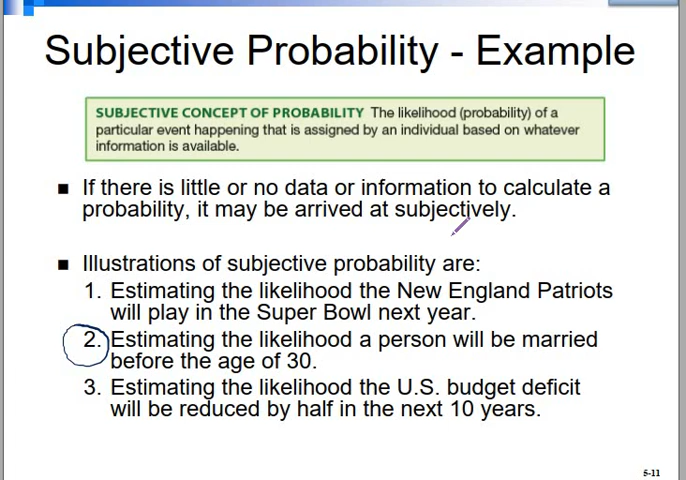 Subjective Probability - Example
SUBJECTIVE CONCEPT OF PROBABILITY The likelihood (probability) of a
particular event happening that is assigned by an individual based on whatever
information is available.
■ If there is little or no data or information to calculate a
probability, it may be arrived at subjectively.
■ Illustrations of subjective probability are:
1. Estimating the likelihood the New England Patriots
will play in the Super Bowl next year.
2. Estimating the likelihood a person will be married
before the age of 30.
3. Estimating the likelihood the U.S. budget deficit
will be reduced by half in the next 10 years.
5-11